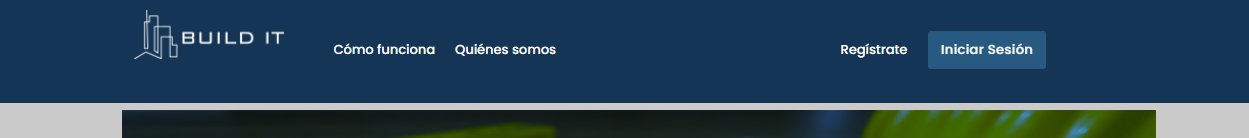 BUILD IT
Cómo funciona Quiénes somos Regístrate Iniciar Sesión